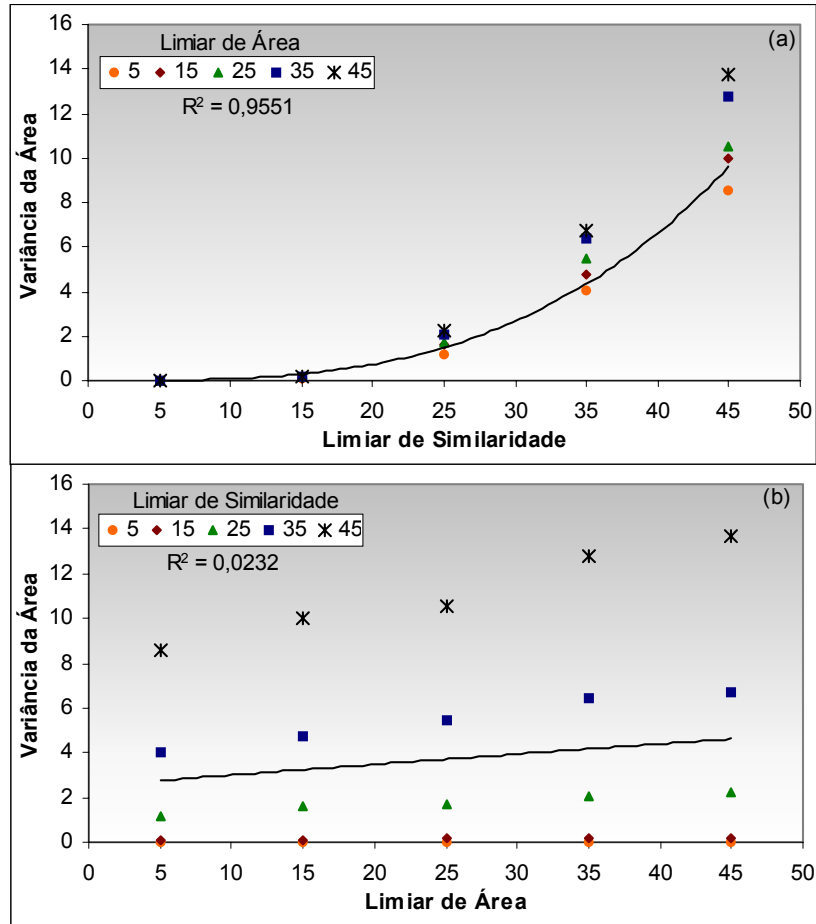 (a)
Limiar de Área
5 15 25 35 45
R² = 0,9551
Variância da Área
16
14
12
10
8
6
4
2
0
0 5 10 15 20 25 30 35 40 45 50
Limiar de Similaridade
(b)
Limiar de Similaridade
5 15 25 35 45
R² = 0,0232
Variância da Área
16
14
12
10
8
6
4
2
0
0 5 10 15 20 25 30 35 40 45 50
Limiar de Área